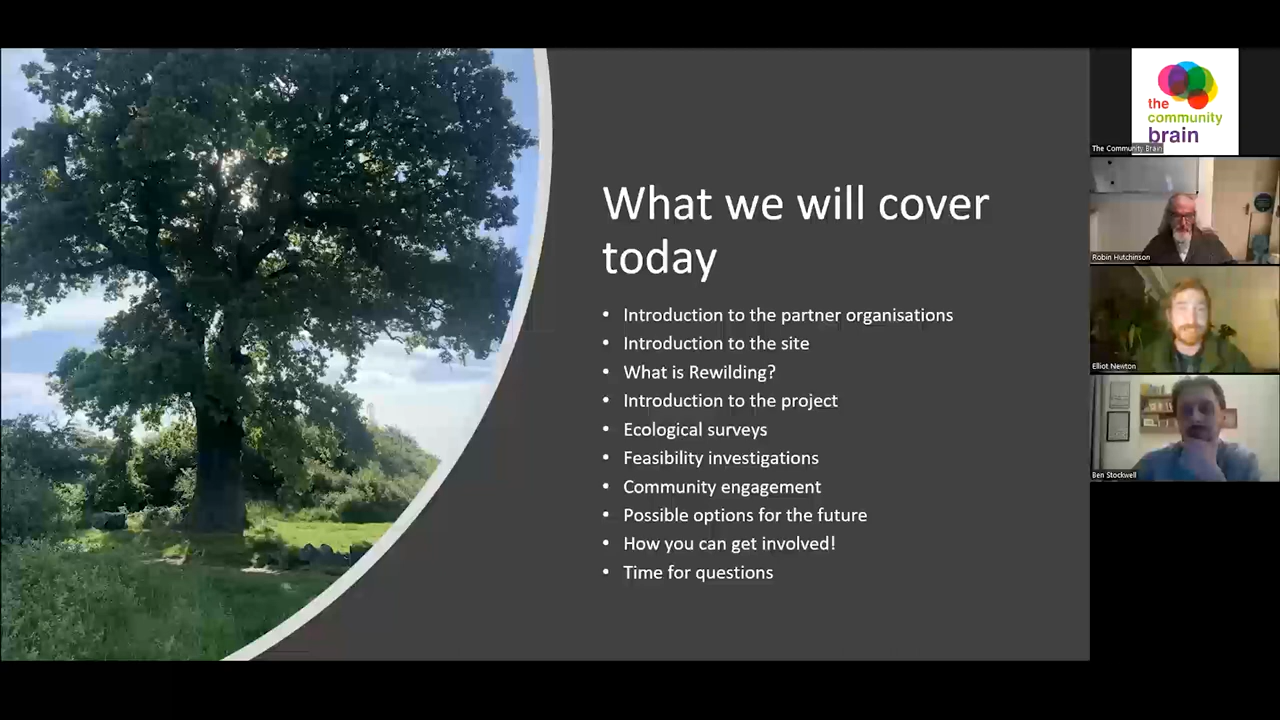 What we will cover
today
• Introduction to the partner organisations
• Introduction to the site
• What is Rewilding?
• Introduction to the project
• Ecological surveys
• Feasibility investigations
• Community engagement
• Possible options for the future
• How you can get involved!
• Time for questions
the
community
brain
The Community Brain
Robin Hutchinson
Elliot Newton
Ben Stockwell